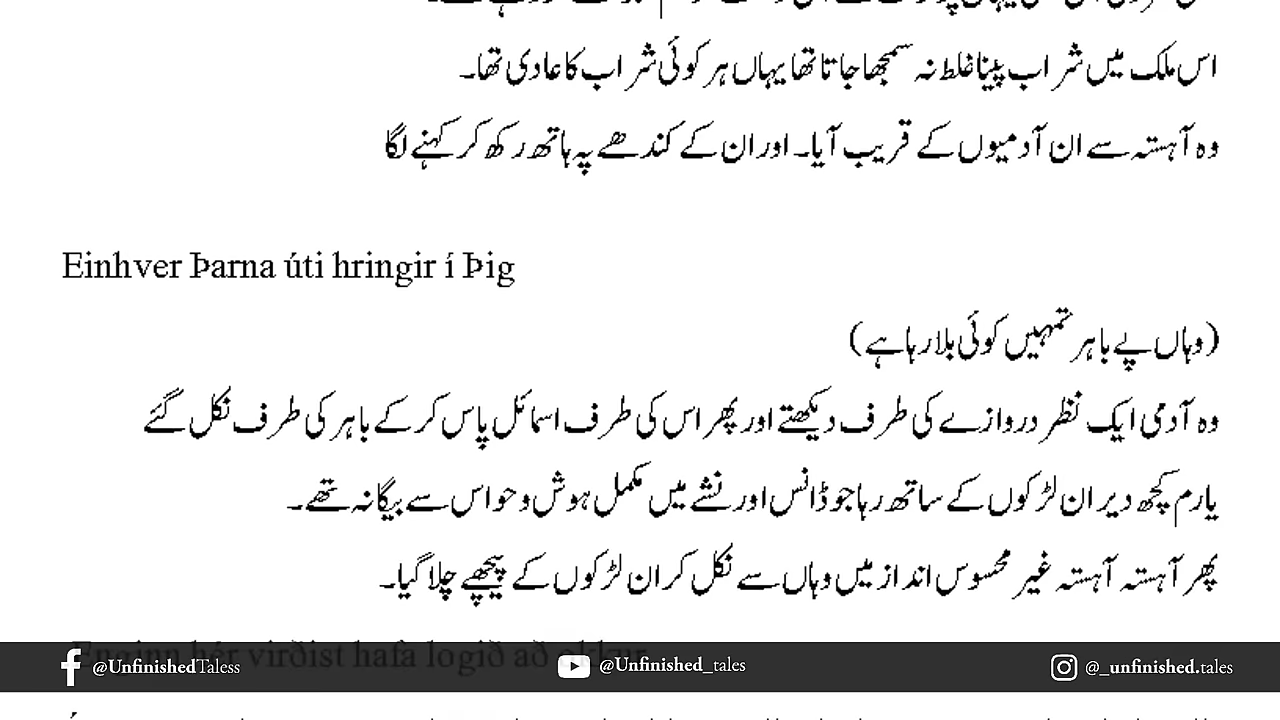 اس ملک میں شراب پینا غلط نہ سمجھا جاتا تھا یہاں ہر کوئی شراب کا عادی تھا۔
وہ آہستہ سے ان آدمیوں کے قریب آیا۔ اور ان کے کندھے پہ ہاتھ رکھ کر کہنے لگا
Einhver Þarna úti hringir í Þig
(وہاں پے باہر تمہیں کوئی بلا رہا ہے)
وہ آدمی ایک نظر دروازے کی طرف دیکھتے اور پھر اس کی طرف اسمائل پاس کر کے باہر کی طرف نکل گئے
یارم کچھ دیر ان لڑکوں کے ساتھ رہا جو ڈانس اور نشے میں مکمل ہوش و حواس سے بیگانہ تھے۔
پھر آہستہ آہستہ غیر محسوس انداز میں وہاں سے نکل کر ان لڑکوں کے پیچھے چلا گیا۔
Enginn hér virðist hafa logið að okkur
@UnfinishedTaless @Unfinished_tales @_unfinished.tales